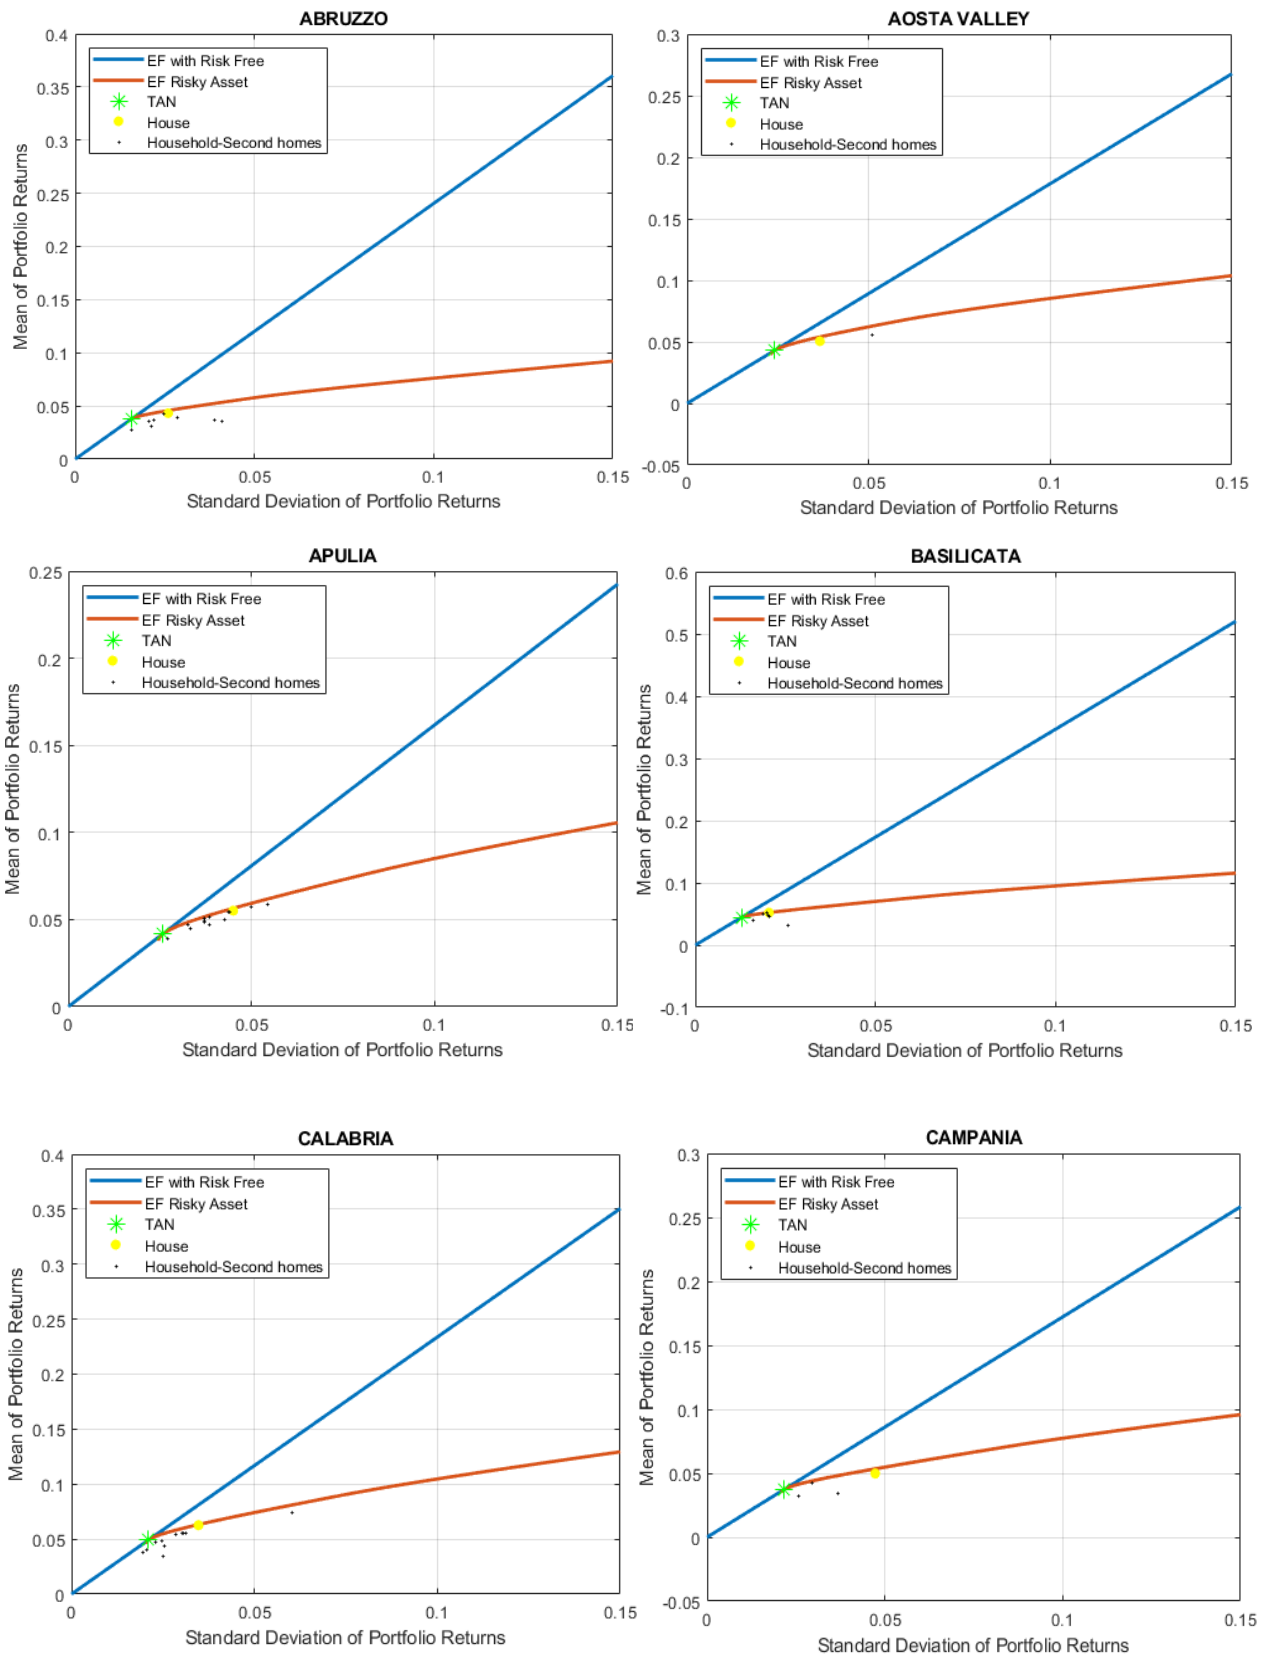 ABRUZZO
0.4
0.35
0.3
0.25
0.2
0.15
0.1
0.05
0
Mean of Portfolio Returns
EF with Risk Free
EF Risky Asset
TAN
House
Household-Second homes
0
0.05
0.1
0.15
Standard Deviation of Portfolio Returns
AOSTA VALLEY
0.3
0.25
0.2
0.15
0.1
0.05
0
-0.05
EF with Risk Free
EF Risky Asset
TAN
House
Household-Second homes
0
0.05
0.1
0.15
Standard Deviation of Portfolio Returns
APULIA
0.25
0.2
0.15
0.1
0.05
0
Mean of Portfolio Returns
EF with Risk Free
EF Risky Asset
TAN
House
Household-Second homes
0
0.05
0.1
0.15
Standard Deviation of Portfolio Returns
BASILICATA
0.6
0.5
0.4
0.3
0.2
0.1
0
-0.1
Mean of Portfolio Returns
EF with Risk Free
EF Risky Asset
TAN
House
Household-Second homes
0
0.05
0.1
0.15
Standard Deviation of Portfolio Returns
CALABRIA
0.4
0.35
0.3
0.25
0.2
0.15
0.1
0.05
0
Mean of Portfolio Returns
EF with Risk Free
EF Risky Asset
TAN
House
Household-Second homes
0
0.05
0.1
0.15
Standard Deviation of Portfolio Returns
CAMPANIA
0.3
0.25
0.2
0.15
0.1
0.05
0
-0.05
Mean of Portfolio Returns
EF with Risk Free
EF Risky Asset
TAN
House
Household-Second homes
0
0.05
0.1
0.15
Standard Deviation of Portfolio Returns